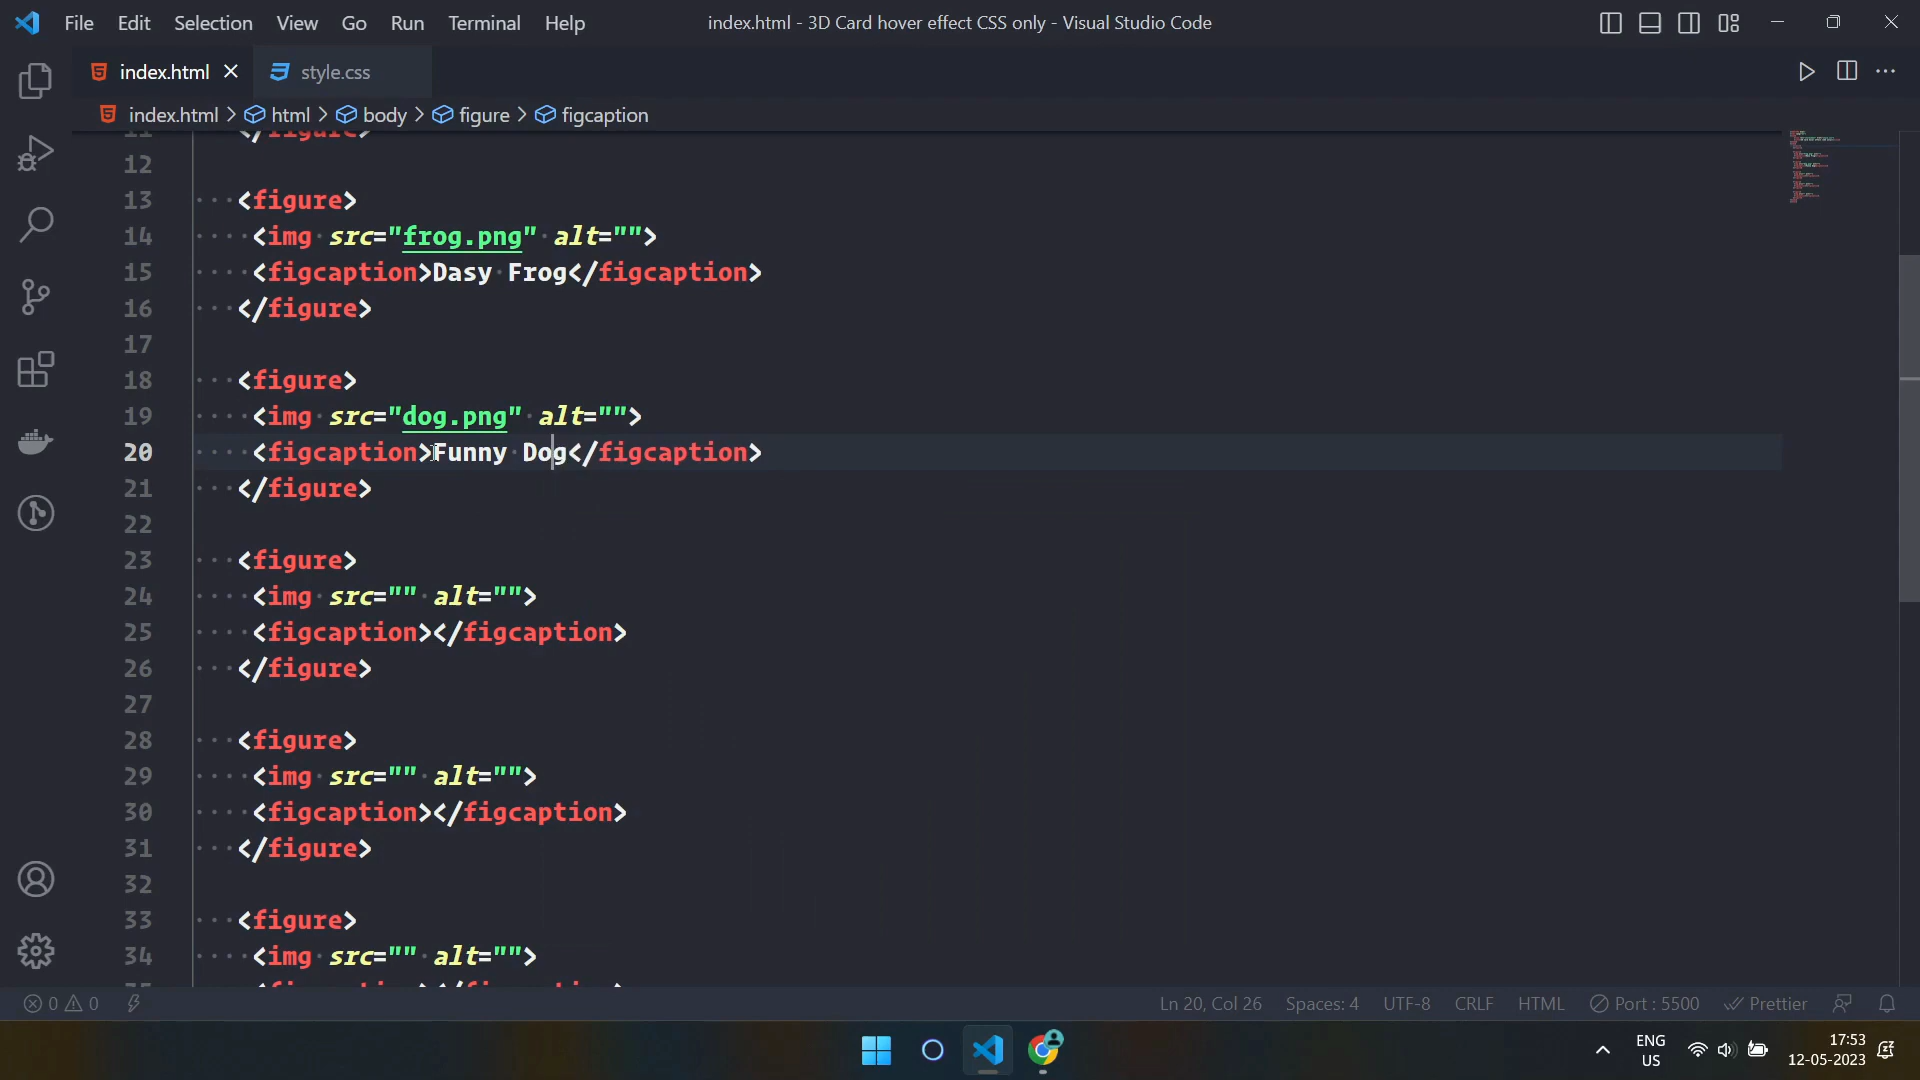 File Edit Selection View Go Run Terminal Help index.html - 3D Card hover effect CSS only - Visual Studio Code
index.html style.css
index.html > html > body > figure > figcaption
11 </figure>
12
13 <figure>
14 <img src="frog.png" alt="">
15 <figcaption>Dasy Frog</figcaption>
16 </figure>
17
18 <figure>
19 <img src="dog.png" alt="">
20 <figcaption>Funny Dog</figcaption>
21 </figure>
22
23 <figure>
24 <img src="" alt="">
25 <figcaption></figcaption>
26 </figure>
27
28 <figure>
29 <img src="" alt="">
30 <figcaption></figcaption>
31 </figure>
32
33 <figure>
34 <img src="" alt="">
35 <figcaption></figcaption>
0 0 Ln 20, Col 26 Spaces: 4 UTF-8 CRLF HTML Port : 5500 Prettier
ENG 17:53
US 12-05-2023